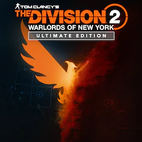 TOM CLANCY'S
THE DIVISION 2
WARLORDS OF NEW YORK
ULTIMATE EDITION